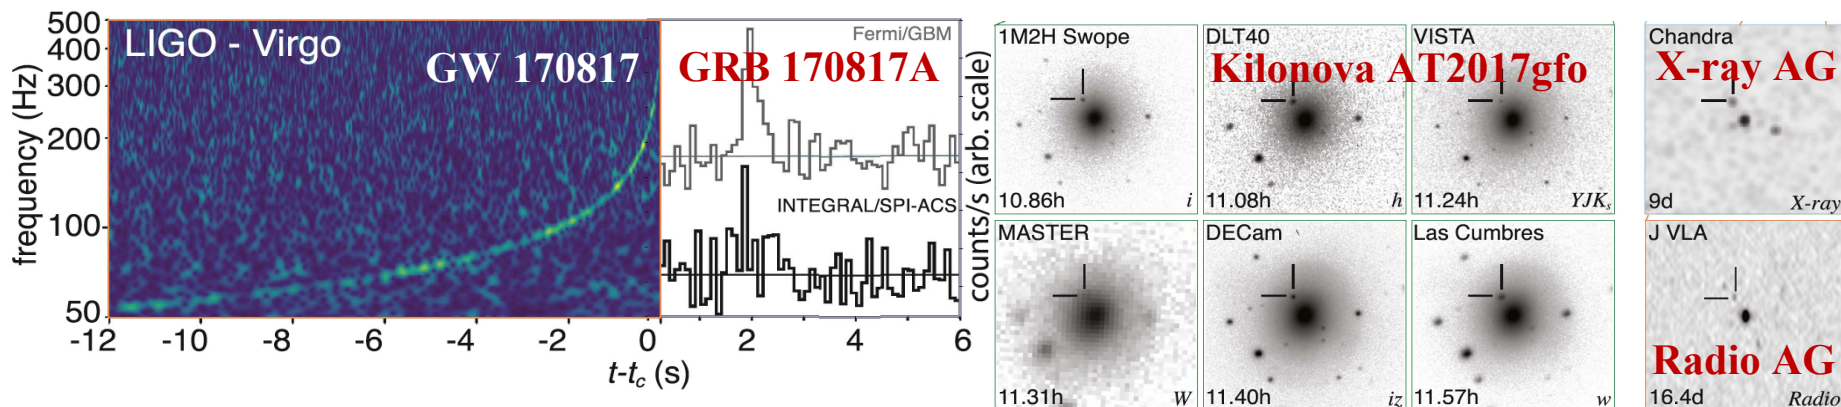 LIGO - Virgo
GW 170817
frequency (Hz)
500
400
300
200
100
50
-12
-10
-8
-6
-4
-2
0
2
4
6
t-tc (s)
Fermi/GBM
GRB 170817A
INTEGRAL/SPI-ACS
counts/s (arb. scale)
Kilonova AT2017gfo
1M2H Swope
10.86h
i
DLT40
11.08h
h
VISTA
11.24h
YJKs
MASTER
11.31h
W
DECam
11.40h
iz
Las Cumbres
11.57h
w
Chandra
X-ray AG
9d
X-ray
J VLA
Radio AG
16.4d
Radio